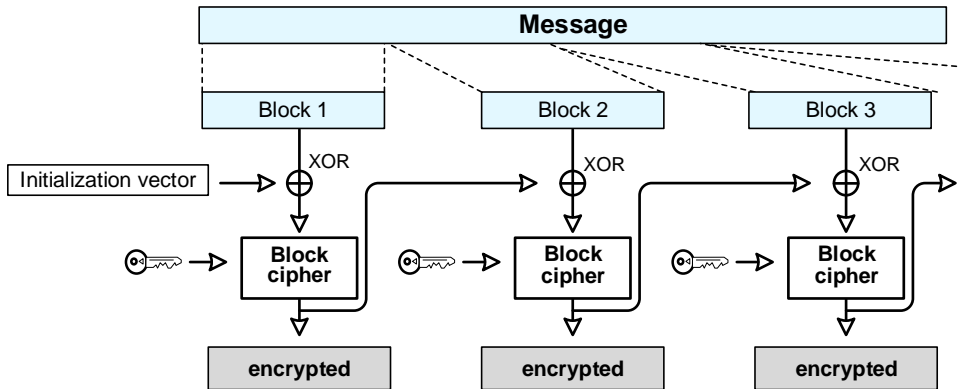 Message
Block 1
Block 2
Block 3
XOR
XOR
XOR
Initialization vector
Block
cipher
Block
cipher
Block
cipher
encrypted
encrypted
encrypted